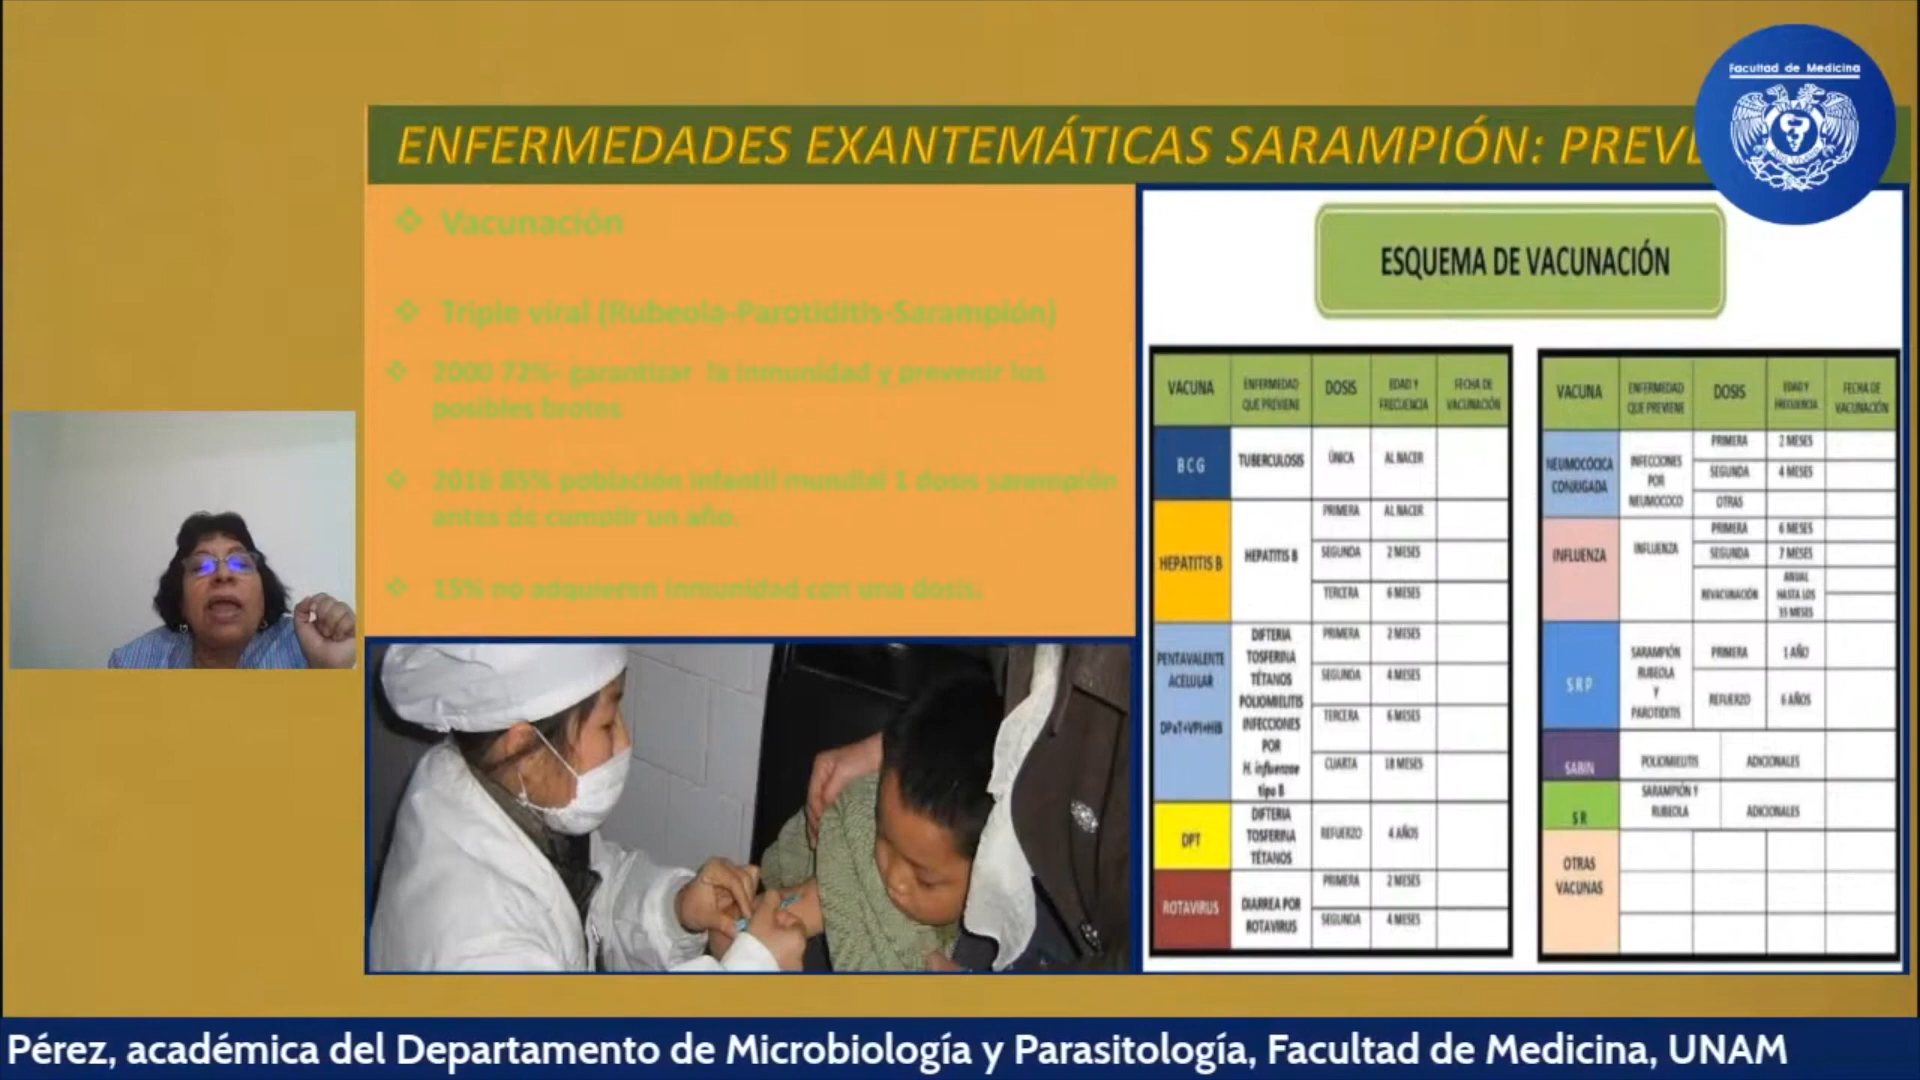 Facultad de Medicina
ENFERMEDADES EXANTEMÁTICAS SARAMPIÓN: PREVE
Vacunación
Triple viral (Rubeola-Parotiditis-Sarampión)
2000 72%- garantizar la inmunidad y prevenir los
posibles brotes
85% población infantil mundial 1 dosis sarampión
antes de cumplir un año.
15% no adquieren inmunidad con una dosis.
ESQUEMA DE VACUNACIÓN
VACUNA ENFERMEDAD QUE PREVIENE DOSIS EDAD Y FRECUENCIA FECHA DE VACUNACIÓN
BCG TUBERCULOSIS ÚNICA AL NACER
HEPATITIS B HEPATITIS B PRIMERA AL NACER
SEGUNDA 2 MESES
TERCERA 6 MESES
PENTAVALENTE ACELULAR DPaT+VPI+HIB DIFTERIA TOSFERINA TÉTANOS POLIOMIELITIS INFECCIONES POR H. influenzae tipo B PRIMERA 2 MESES
SEGUNDA 4 MESES
TERCERA 6 MESES
CUARTA 18 MESES
DPT DIFTERIA TOSFERINA TÉTANOS REFUERZO 4 AÑOS
ROTAVIRUS DIARREA POR ROTAVIRUS PRIMERA 2 MESES
SEGUNDA 4 MESES
VACUNA ENFERMEDAD QUE PREVIENE DOSIS EDAD Y FRECUENCIA FECHA DE VACUNACIÓN
NEUMOCÓCICA CONJUGADA INFECCIONES POR NEUMOCOCO PRIMERA 2 MESES
SEGUNDA 4 MESES
OTRAS
INFLUENZA INFLUENZA PRIMERA 6 MESES
SEGUNDA 7 MESES
REVACUNACIÓN ANUAL HASTA LOS MESES
SRP SARAMPIÓN RUBEOLA Y PAROTIDITIS PRIMERA 1 AÑO
REFUERZO 6 AÑOS
SABIN POLIOMIELITIS ADICIONALES
SR SARAMPIÓN Y RUBEOLA ADICIONALES
OTRAS VACUNAS
Pérez, académica del Departamento de Microbiología y Parasitología, Facultad de Medicina, UNAM